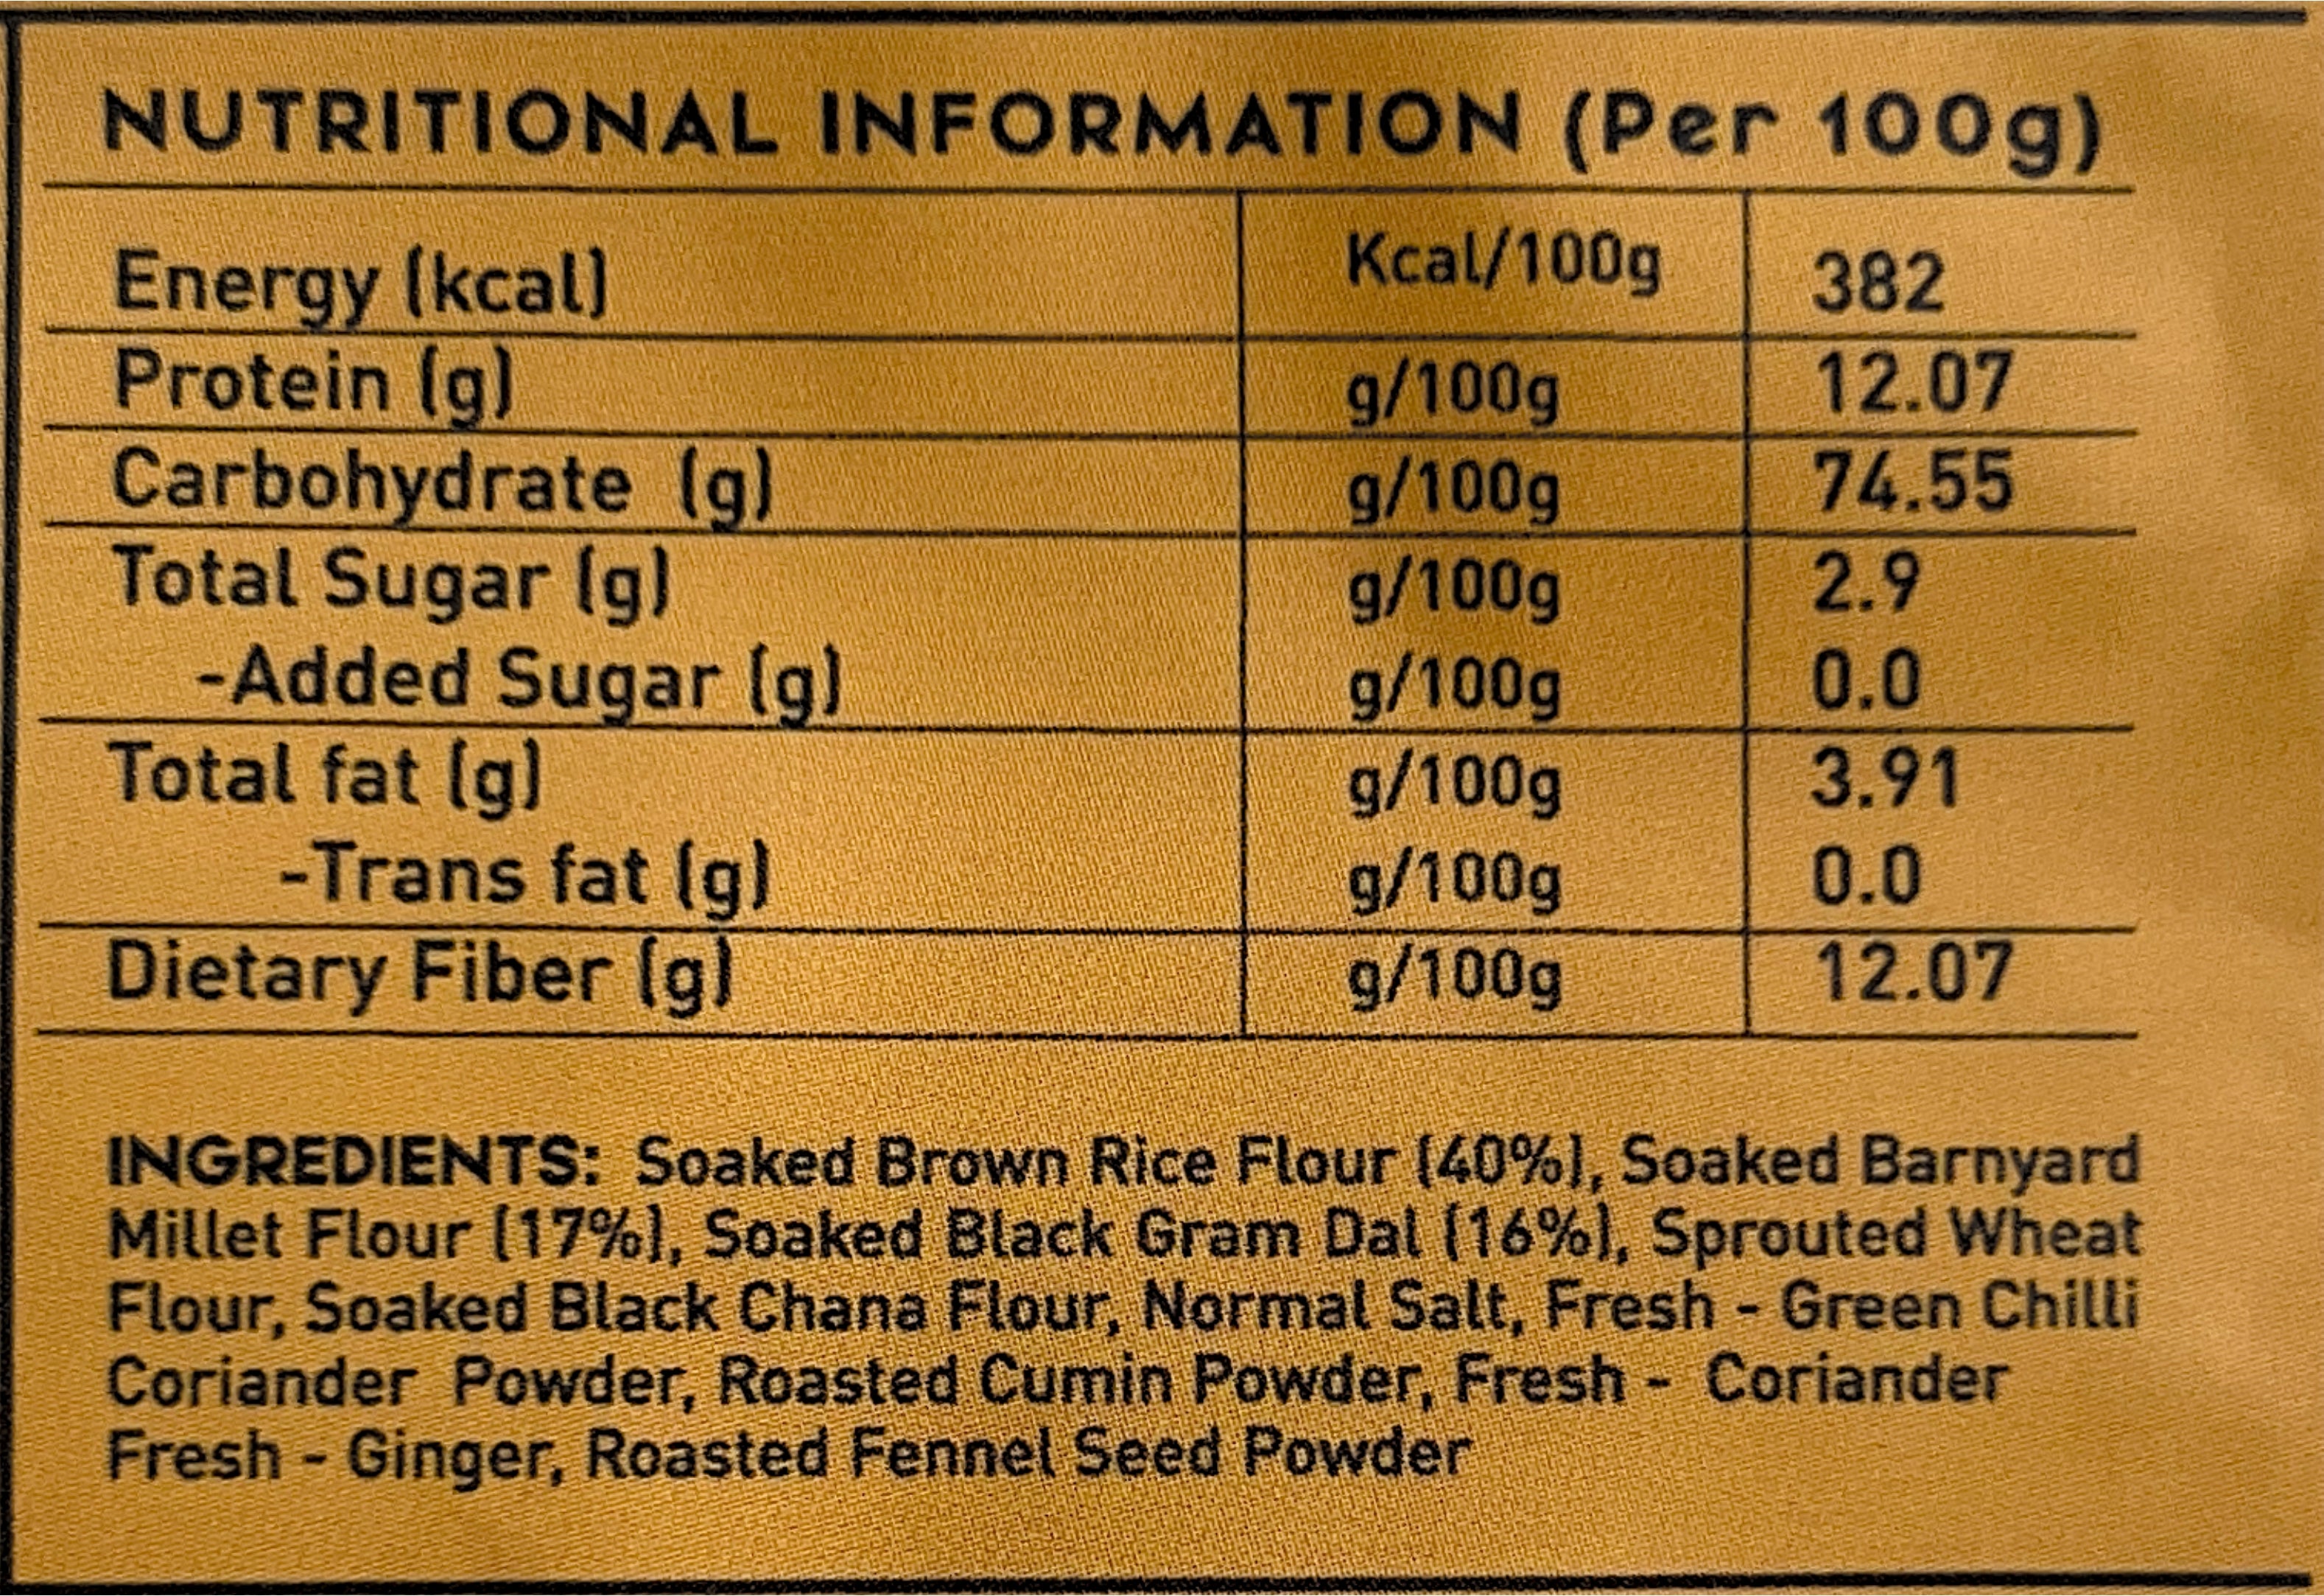 NUTRITIONAL INFORMATION (Per 100g)
Energy (kcal) Kcal/100g 382
Protein (g) g/100g 12.07
Carbohydrate (g) g/100g 74.55
Total Sugar (g) g/100g 2.9
-Added Sugar (g) g/100g 0.0
Total fat (g) g/100g 3.91
-Trans fat (g) g/100g 0.0
Dietary Fiber (g) g/100g 12.07
INGREDIENTS: Soaked Brown Rice Flour (40%), Soaked Barnyard
Millet Flour (17%), Soaked Black Gram Dal (16%), Sprouted Wheat
Flour, Soaked Black Chana Flour, Normal Salt, Fresh - Green Chilli
Coriander Powder, Roasted Cumin Powder, Fresh - Coriander
Fresh - Ginger, Roasted Fennel Seed Powder